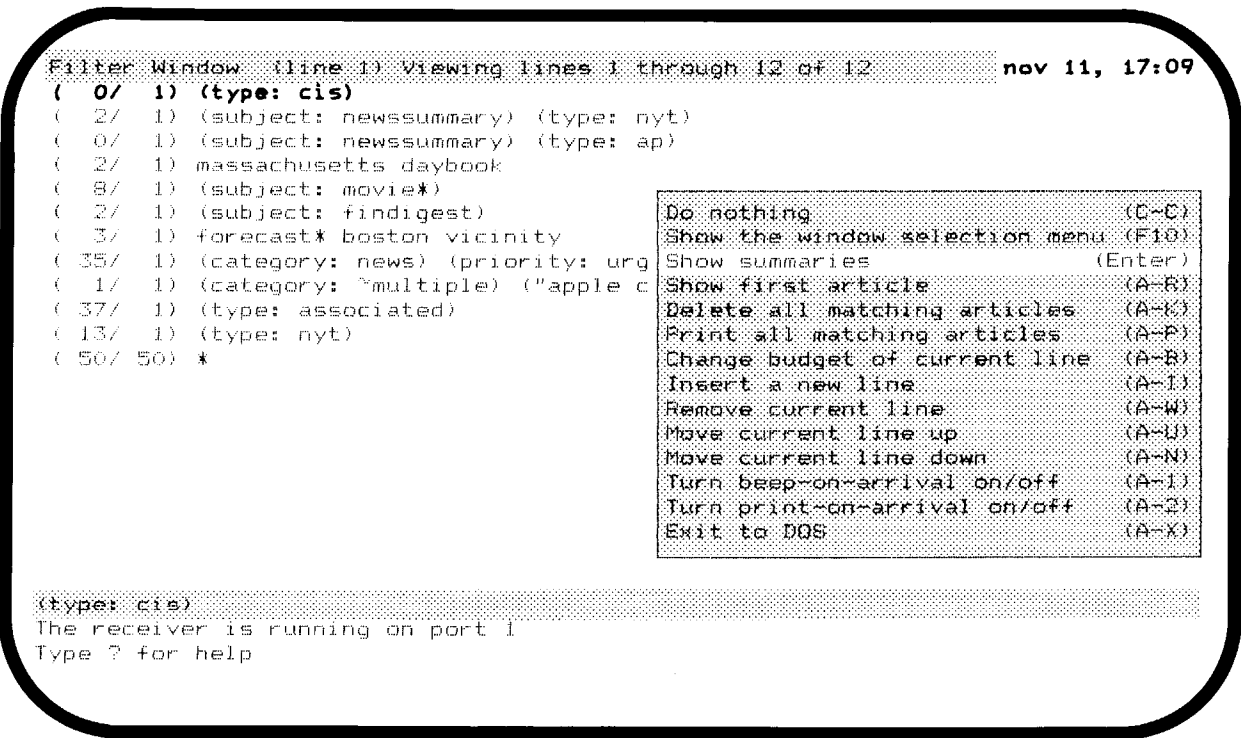 Filter Window (line 1) Viewing lines 1 through 12 of 12 nov 11, 17:09
( 0/ 1) (type: cis)
( 2/ 1) (subject: newssummary) (type: nyt)
( 0/ 1) (subject: newssummary) (type: ap)
( 2/ 1) massachusetts daybook
( 8/ 1) (subject: movie*)
( 2/ 1) (subject: findigest)
( 3/ 1) forecast* boston vicinity
( 35/ 1) (category: news) (priority: urg
( 1/ 1) (category: ~multiple) ("apple c
( 37/ 1) (type: associated)
( 13/ 1) (type: nyt)
( 50/ 50) *
Do nothing (C-C)
Show the window selection menu (F10)
Show summaries (Enter)
Show first article (A-R)
Delete all matching articles (A-K)
Print all matching articles (A-P)
Change budget of current line (A-B)
Insert a new line (A-I)
Remove current line (A-W)
Move current line up (A-U)
Move current line down (A-N)
Turn beep-on-arrival on/off (A-1)
Turn print-on-arrival on/off (A-2)
Exit to DOS (A-X)
(type: cis)
The receiver is running on port 1
Type ? for help